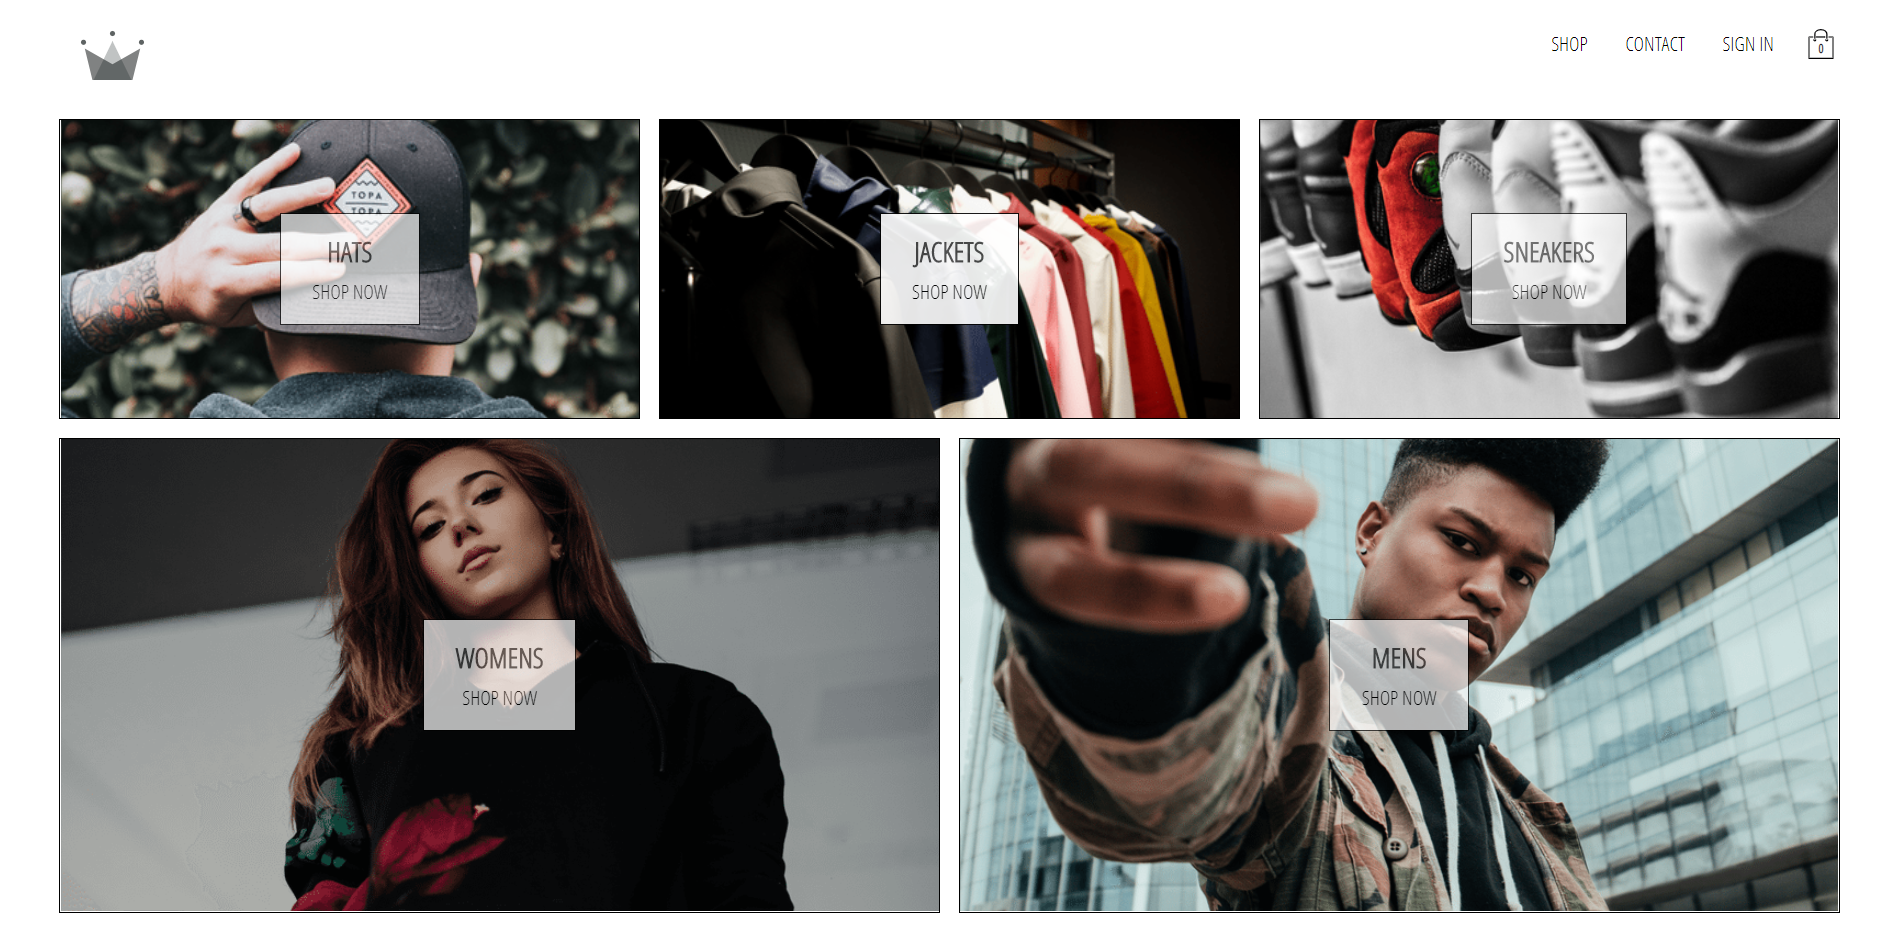 SHOP
CONTACT
SIGN IN
0
TOPA
TOPA
HATS
SHOP NOW
JACKETS
SHOP NOW
SNEAKERS
SHOP NOW
WOMENS
SHOP NOW
MENS
SHOP NOW